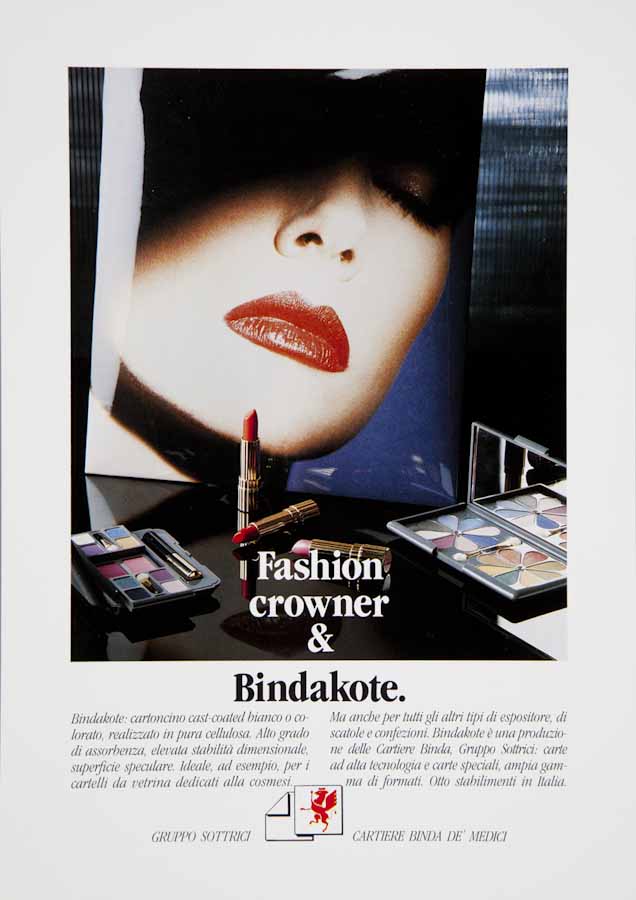 Fashion
crowner
&
Bindakote.
Bindakote: cartoncino cast-coated bianco o co-
lorato, realizzato in pura cellulosa. Alto grado
di assorbenza, elevata stabilità dimensionale,
superficie speculare. Ideale, ad esempio, per i
cartelli da vetrina dedicati alla cosmesi.
Ma anche per tutti gli altri tipi di espositore, di
scatole e confezioni. Bindakote è una produzio-
ne delle Cartiere Binda, Gruppo Sottrici: carte
ad alta tecnologia e carte speciali, ampia gam-
ma di formati. Otto stabilimenti in Italia.
GRUPPO SOTTRICI
CARTIERE BINDA DE' MEDICI